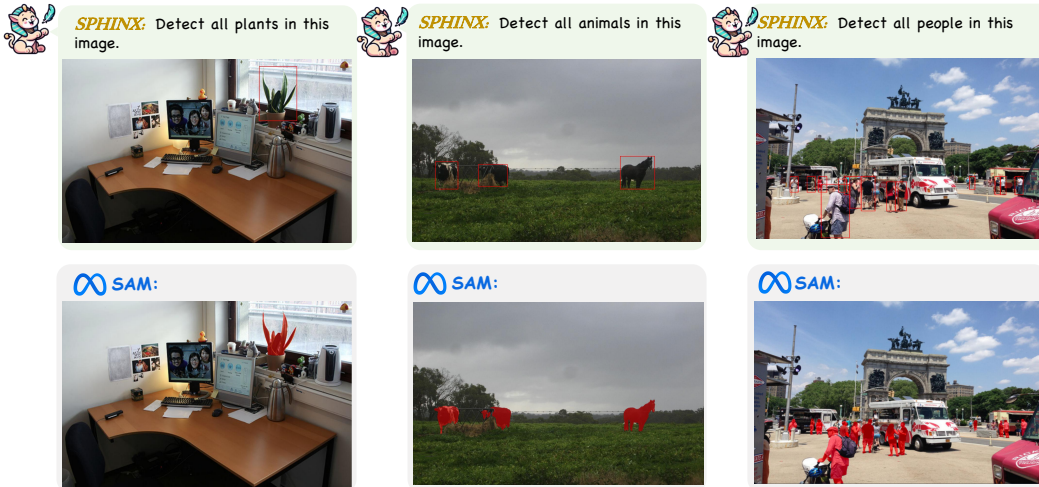 SPHINX: Detect all plants in this
image.
SPHINX: Detect all animals in this
image.
SPHINX: Detect all people in this
image.
SAM:
SAM:
SAM: